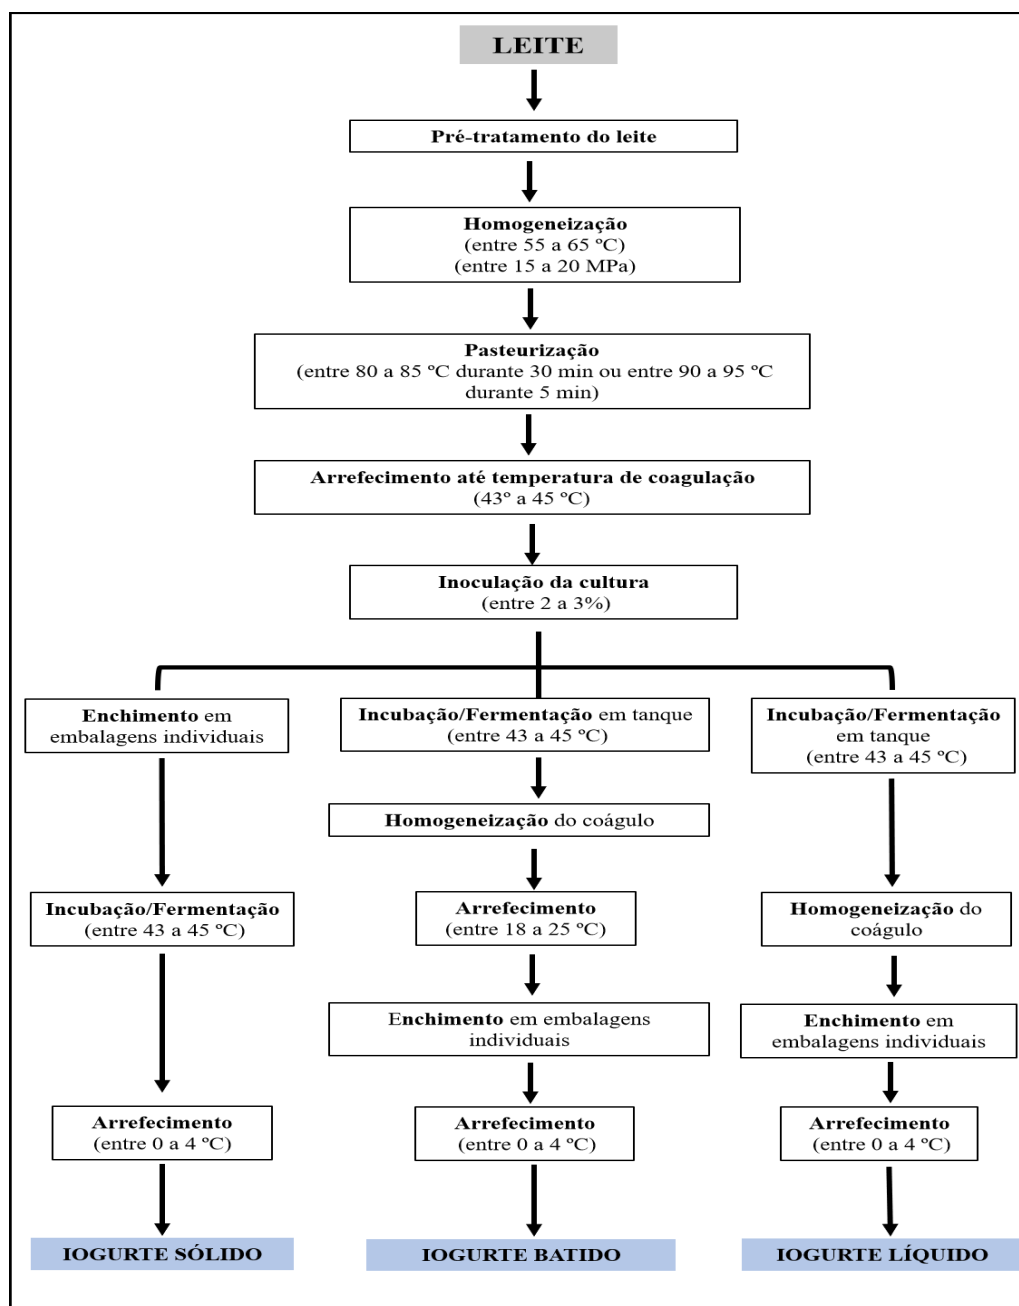 LEITE
Pré-tratamento do leite
Homogeneização
(entre 55 a 65 ºC)
(entre 15 a 20 MPa)
Pasteurização
(entre 80 a 85 ºC durante 30 min ou entre 90 a 95 ºC
durante 5 min)
Arrefecimento até temperatura de coagulação
(43º a 45 ºC)
Inoculação da cultura
(entre 2 a 3%)
Enchimento em
embalagens individuais
Incubação/Fermentação
(entre 43 a 45 ºC)
Arrefecimento
(entre 0 a 4 ºC)
IOGURTE SÓLIDO
Incubação/Fermentação em tanque
(entre 43 a 45 ºC)
Homogeneização do coágulo
Arrefecimento
(entre 18 a 25 ºC)
Enchimento em embalagens
individuais
Arrefecimento
(entre 0 a 4 ºC)
IOGURTE BATIDO
Incubação/Fermentação
em tanque
(entre 43 a 45 ºC)
Homogeneização do
coágulo
Enchimento em
embalagens individuais
Arrefecimento
(entre 0 a 4 ºC)
IOGURTE LÍQUIDO